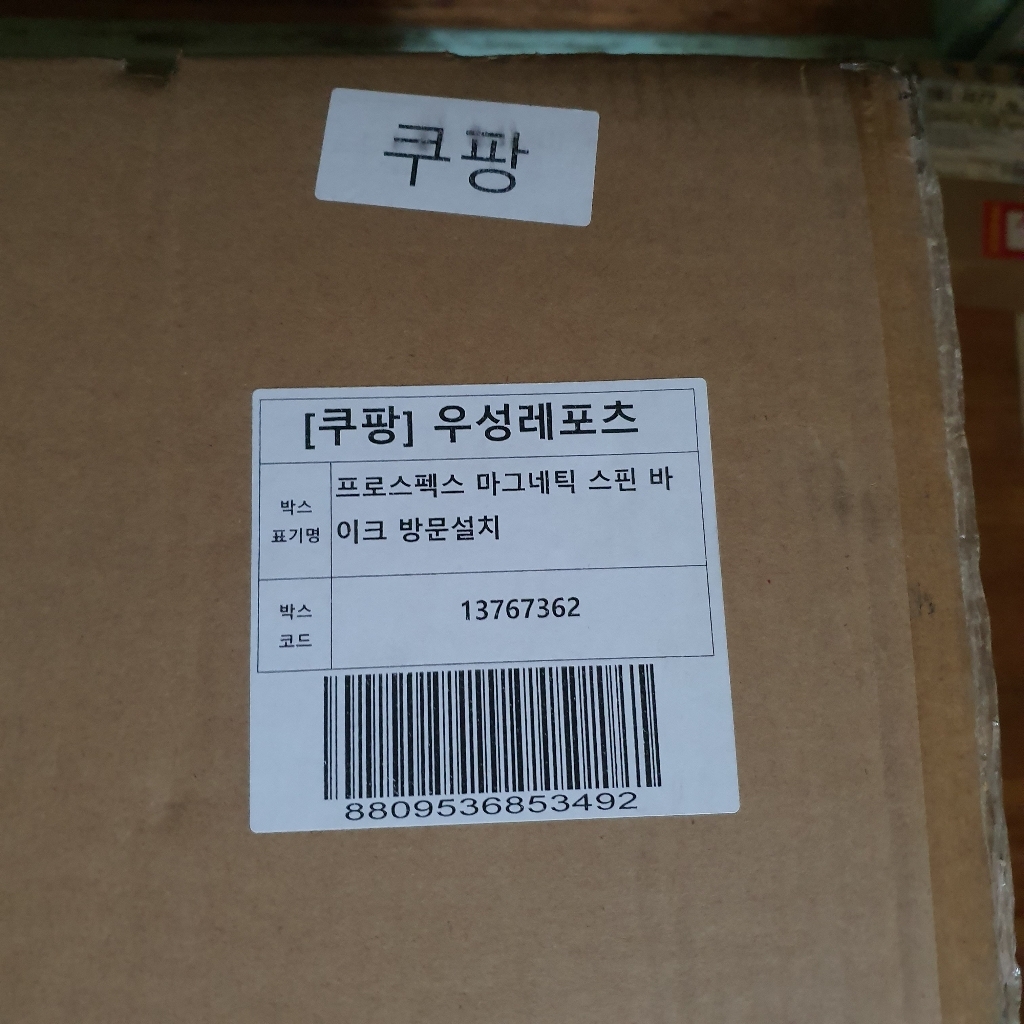 쿠팡
[쿠팡] 우성레포츠
박스
표기명
프로스펙스 마그네틱 스핀 바
이크 방문설치
박스
코드
13767362
8809536853492